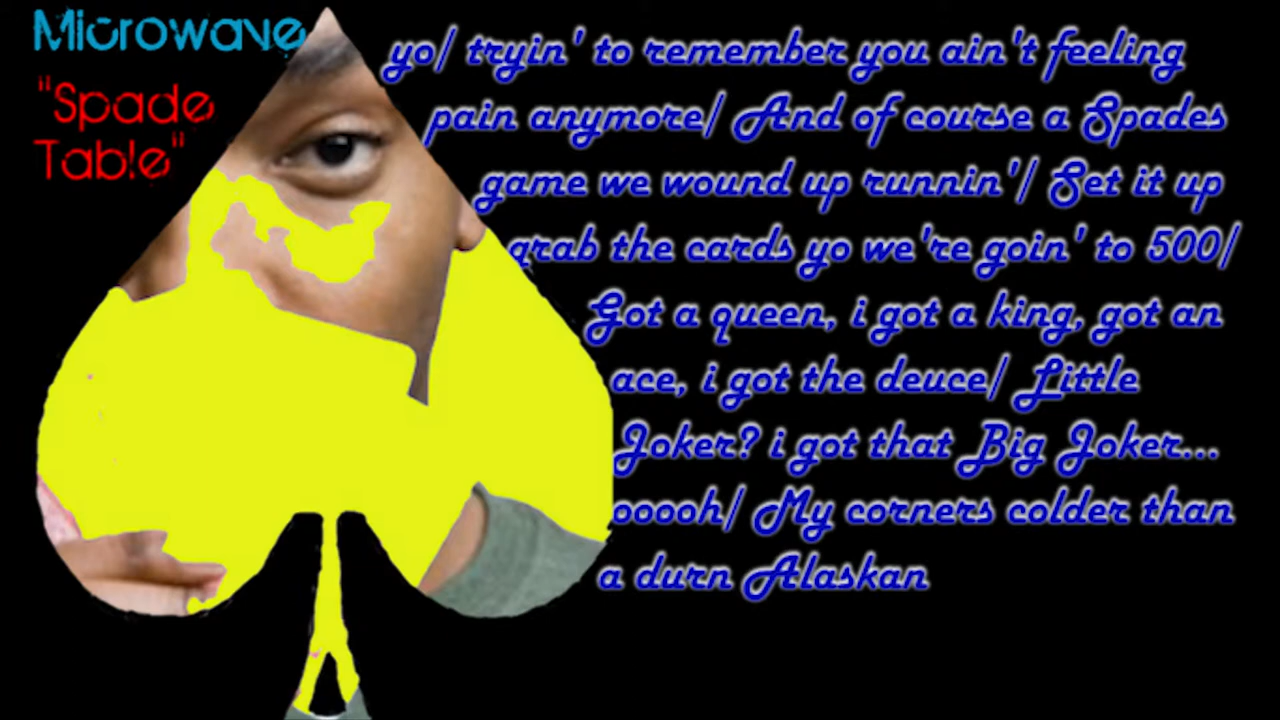 Microwave
"Spade
Table"
yo/ tryin' to remember you ain't feeling
pain anymore/ And of course a Spades
game we wound up runnin'/ Set it up
grab the cards yo we're goin' to 500/
Got a queen, i got a king, got an
ace, i got the deuce/ Little
Joker? i got that Big Joker...
ooooh/ My corners colder than
a durn Alaskan